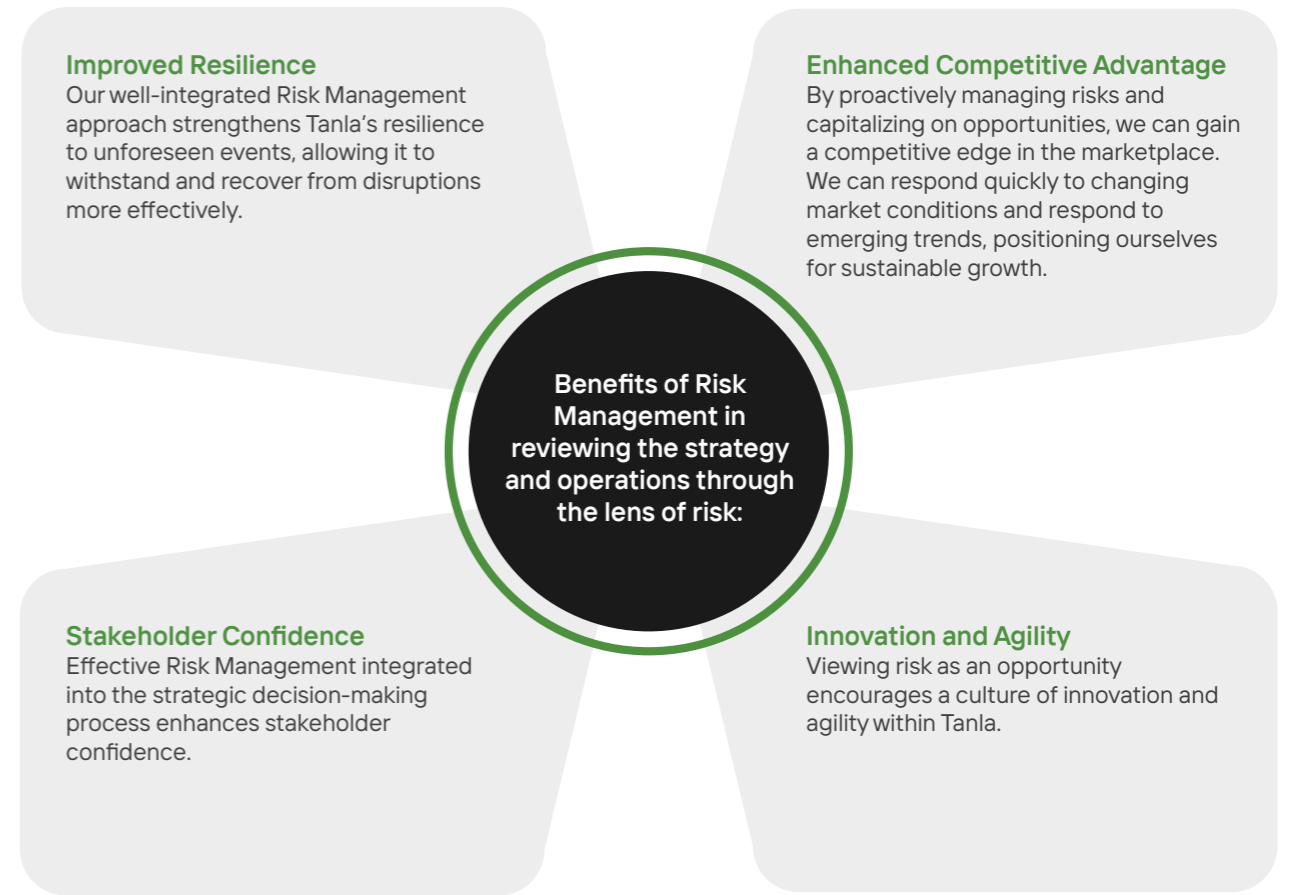 Improved Resilience
Our well-integrated Risk Management
approach strengthens Tanla's resilience
to unforeseen events, allowing it to
withstand and recover from disruptions
more effectively.
Enhanced Competitive Advantage
By proactively managing risks and
capitalizing on opportunities, we can gain
a competitive edge in the marketplace.
We can respond quickly to changing
market conditions and respond to
emerging trends, positioning ourselves
for sustainable growth.
Benefits of Risk
Management in
reviewing the strategy
and operations through
the lens of risk:
Stakeholder Confidence
Effective Risk Management integrated
into the strategic decision-making
process enhances stakeholder
confidence.
Innovation and Agility
Viewing risk as an opportunity
encourages a culture of innovation and
agility within Tanla.